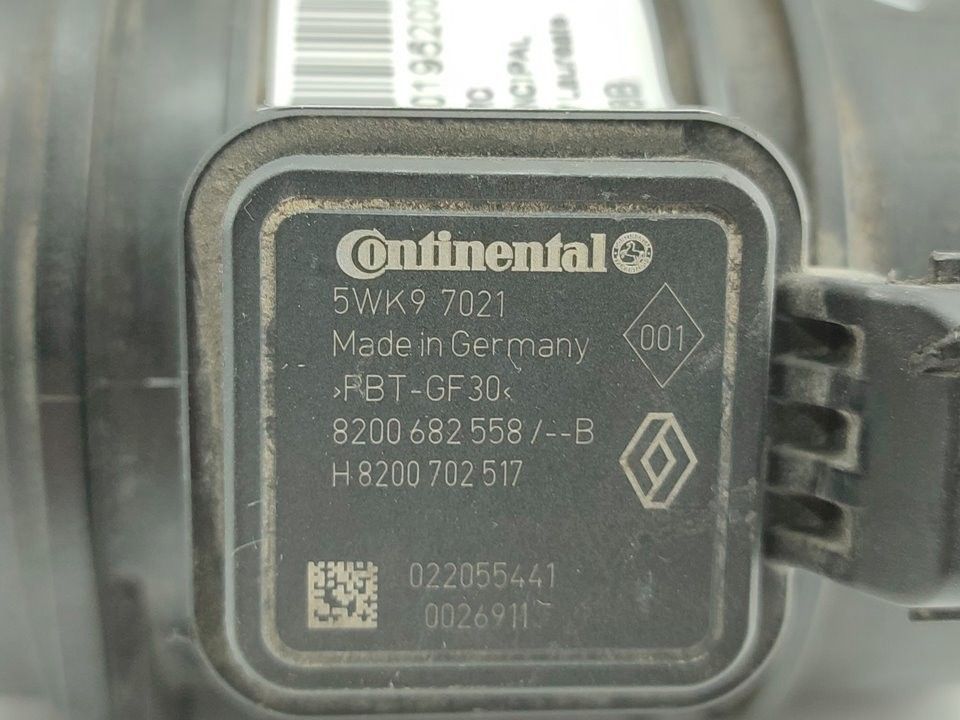 Continental
5WK9 7021
Made in Germany
001
>PBT-GF30<
8200 682 558/--B
H 8200 702 517
022055441
0026911